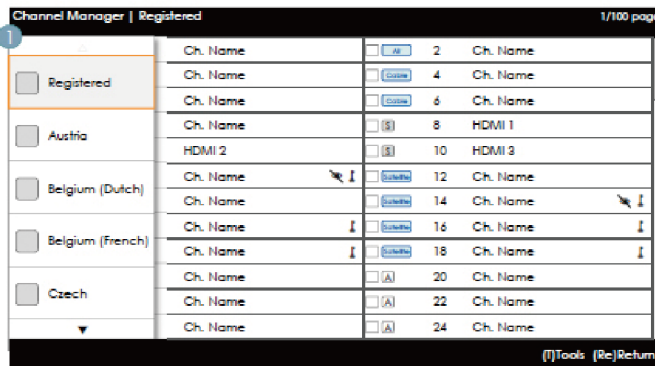 Channel Manager | Registered 1/100 page
1
Registered
Austria
Belgium (Dutch)
Belgium (French)
Czech
Ch. Name All 2 Ch. Name
Ch. Name Cable 4 Ch. Name
Ch. Name Cable 6 Ch. Name
Ch. Name S 8 HDMI 1
HDMI 2 S 10 HDMI 3
Ch. Name Satellite 12 Ch. Name
Ch. Name Satellite 14 Ch. Name
Ch. Name Satellite 16 Ch. Name
Ch. Name Satellite 18 Ch. Name
Ch. Name A 20 Ch. Name
Ch. Name A 22 Ch. Name
Ch. Name A 24 Ch. Name
(T)Tools (Re)Return